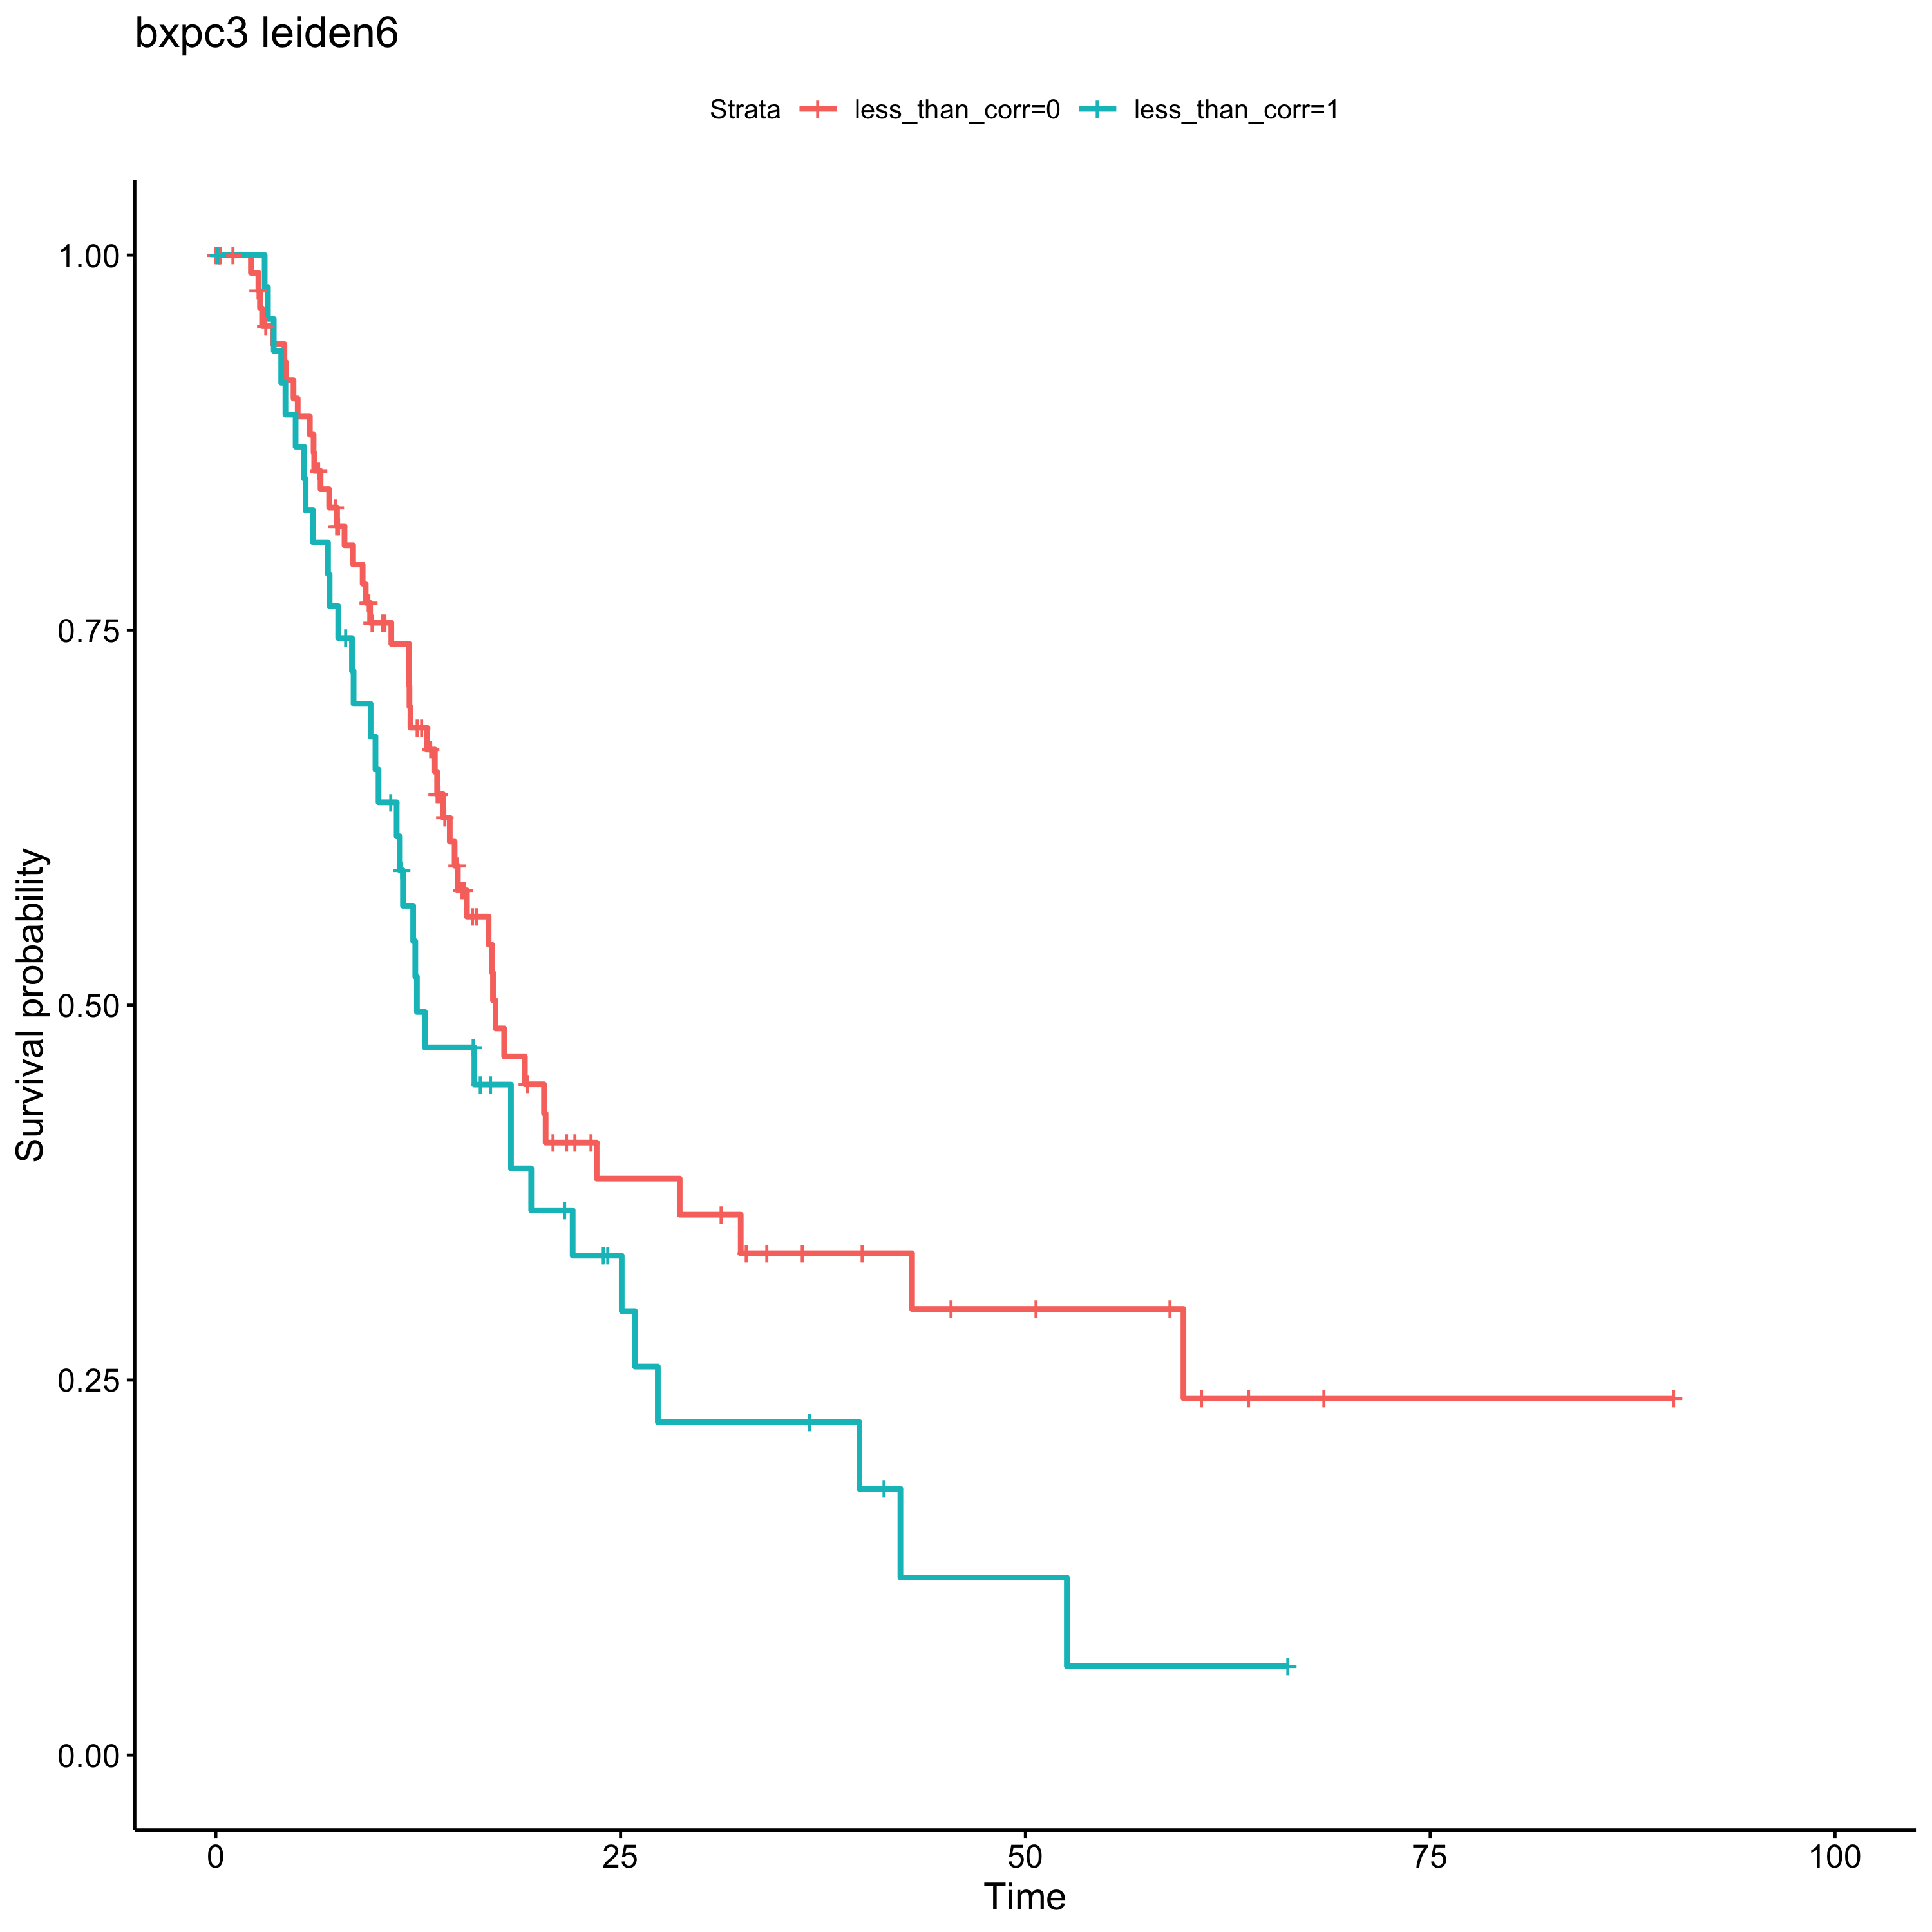 bxpc3 leiden6
Strata less_than_corr=0 less_than_corr=1
1.00
0.75
0.50
0.25
0.00
Survival probability
0 25 50 75 100
Time